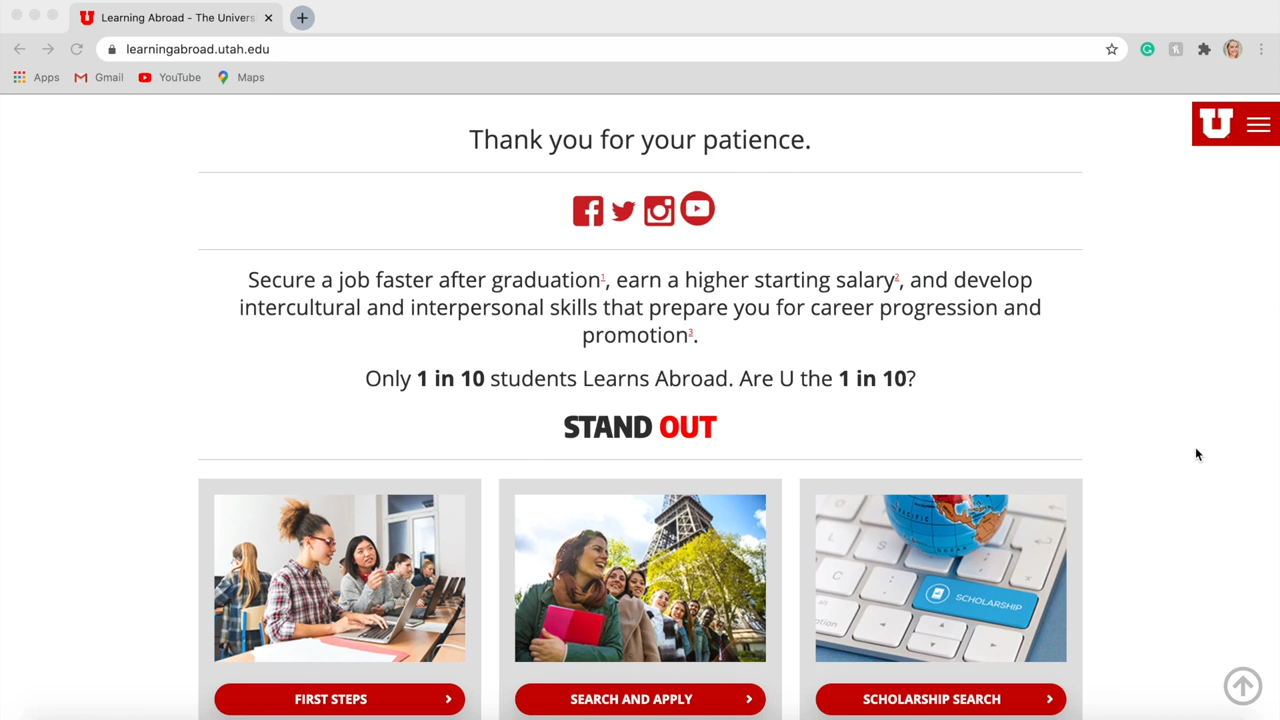 Learning Abroad - The Univers
learningabroad.utah.edu
Apps Gmail YouTube Maps
U
Thank you for your patience.
Secure a job faster after graduation1, earn a higher starting salary2, and develop
intercultural and interpersonal skills that prepare you for career progression and
promotion3.
Only 1 in 10 students Learns Abroad. Are U the 1 in 10?
STAND OUT
PACIFIC
SCHOLARSHIP
option
FIRST STEPS
SEARCH AND APPLY
SCHOLARSHIP SEARCH